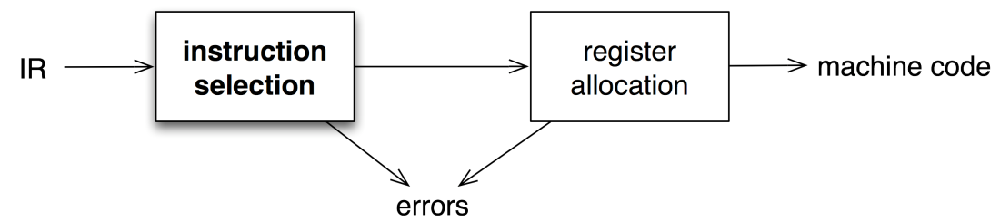 IR
instruction
selection
register
allocation
machine code
errors